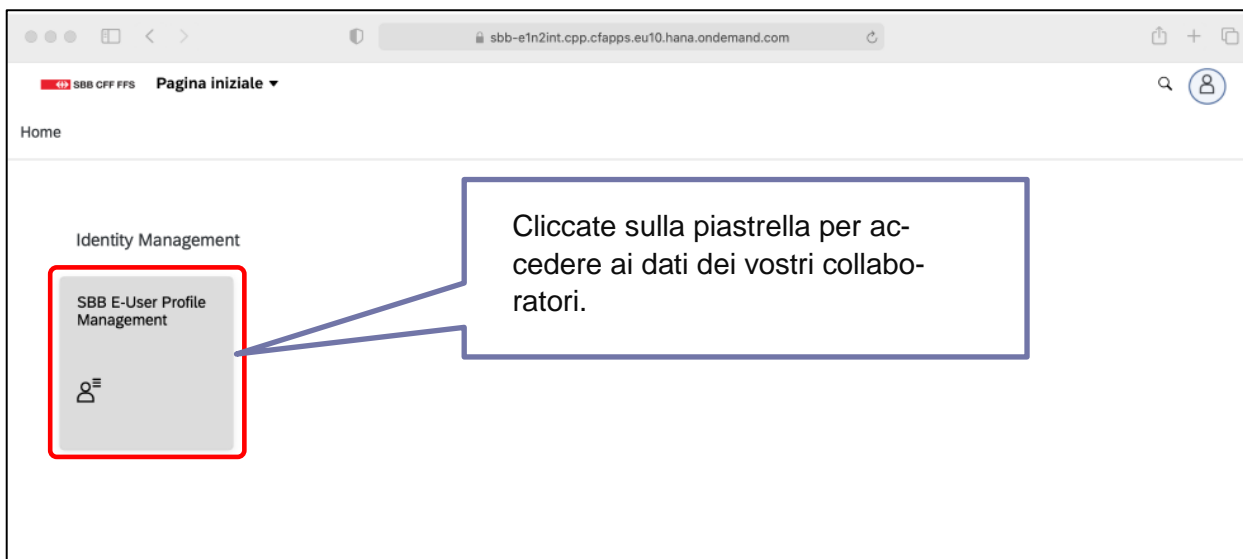 sbb-e1n2int.cpp.cfapps.eu10.hana.ondemand.com
SBB CFF FFS Pagina iniziale
Home
Identity Management
SBB E-User Profile
Management
Cliccate sulla piastrella per ac-
cedere ai dati dei vostri collabo-
ratori.